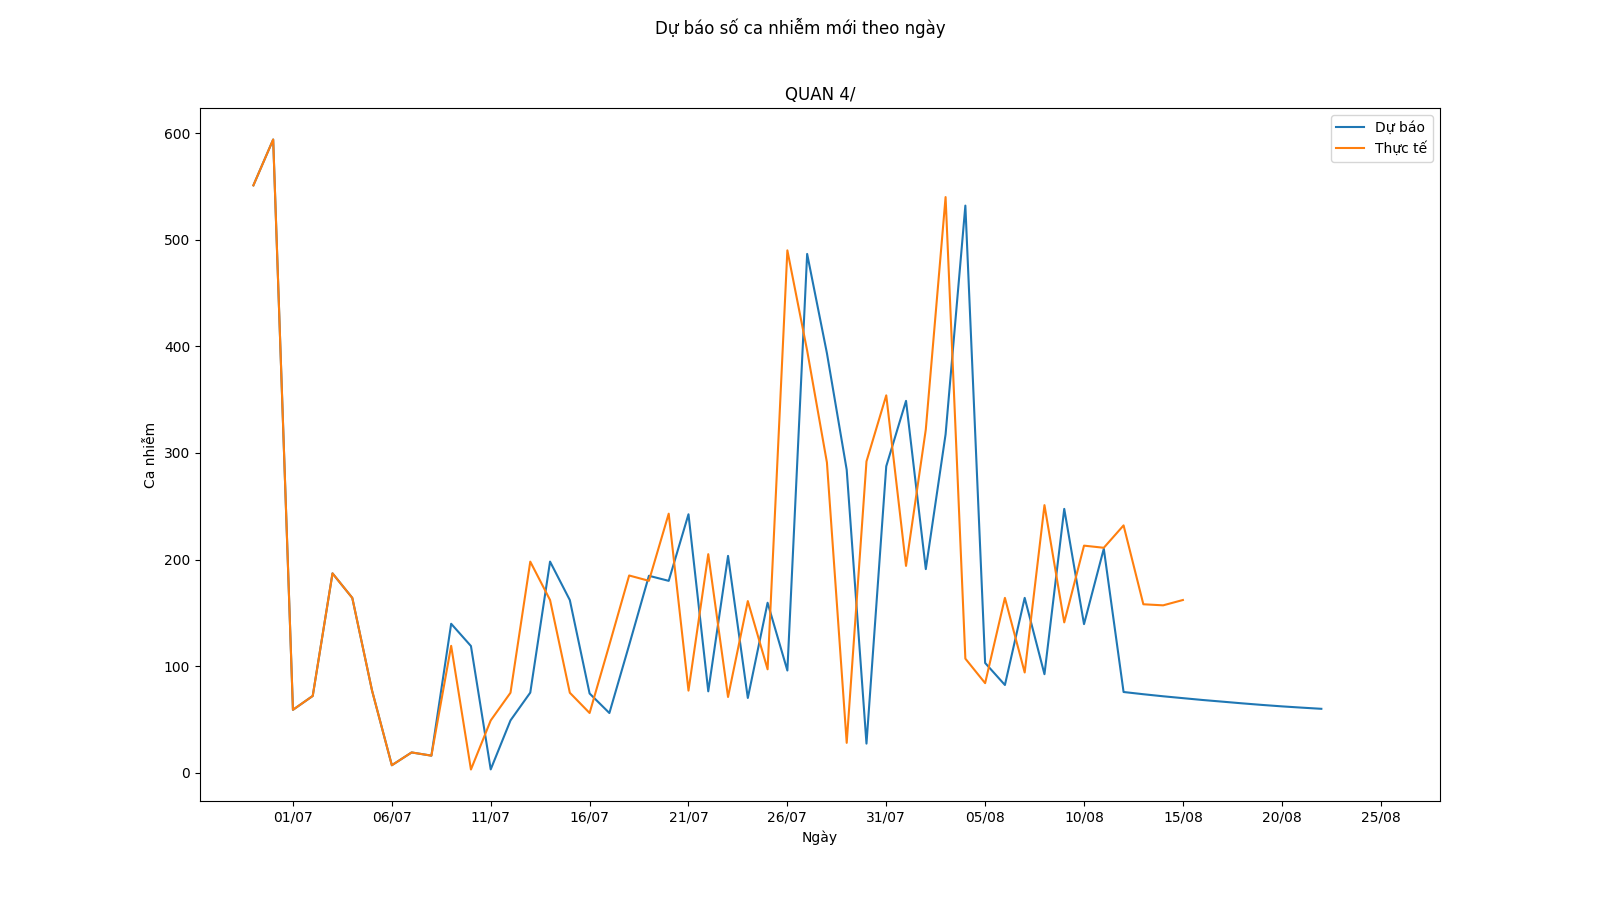 Dự báo số ca nhiễm mới theo ngày
QUAN 4/
Dự báo
Thực tế
600
500
400
300
200
100
0
Ca nhiễm
01/07 06/07 11/07 16/07 21/07 26/07 31/07 05/08 10/08 15/08 20/08 25/08
Ngày